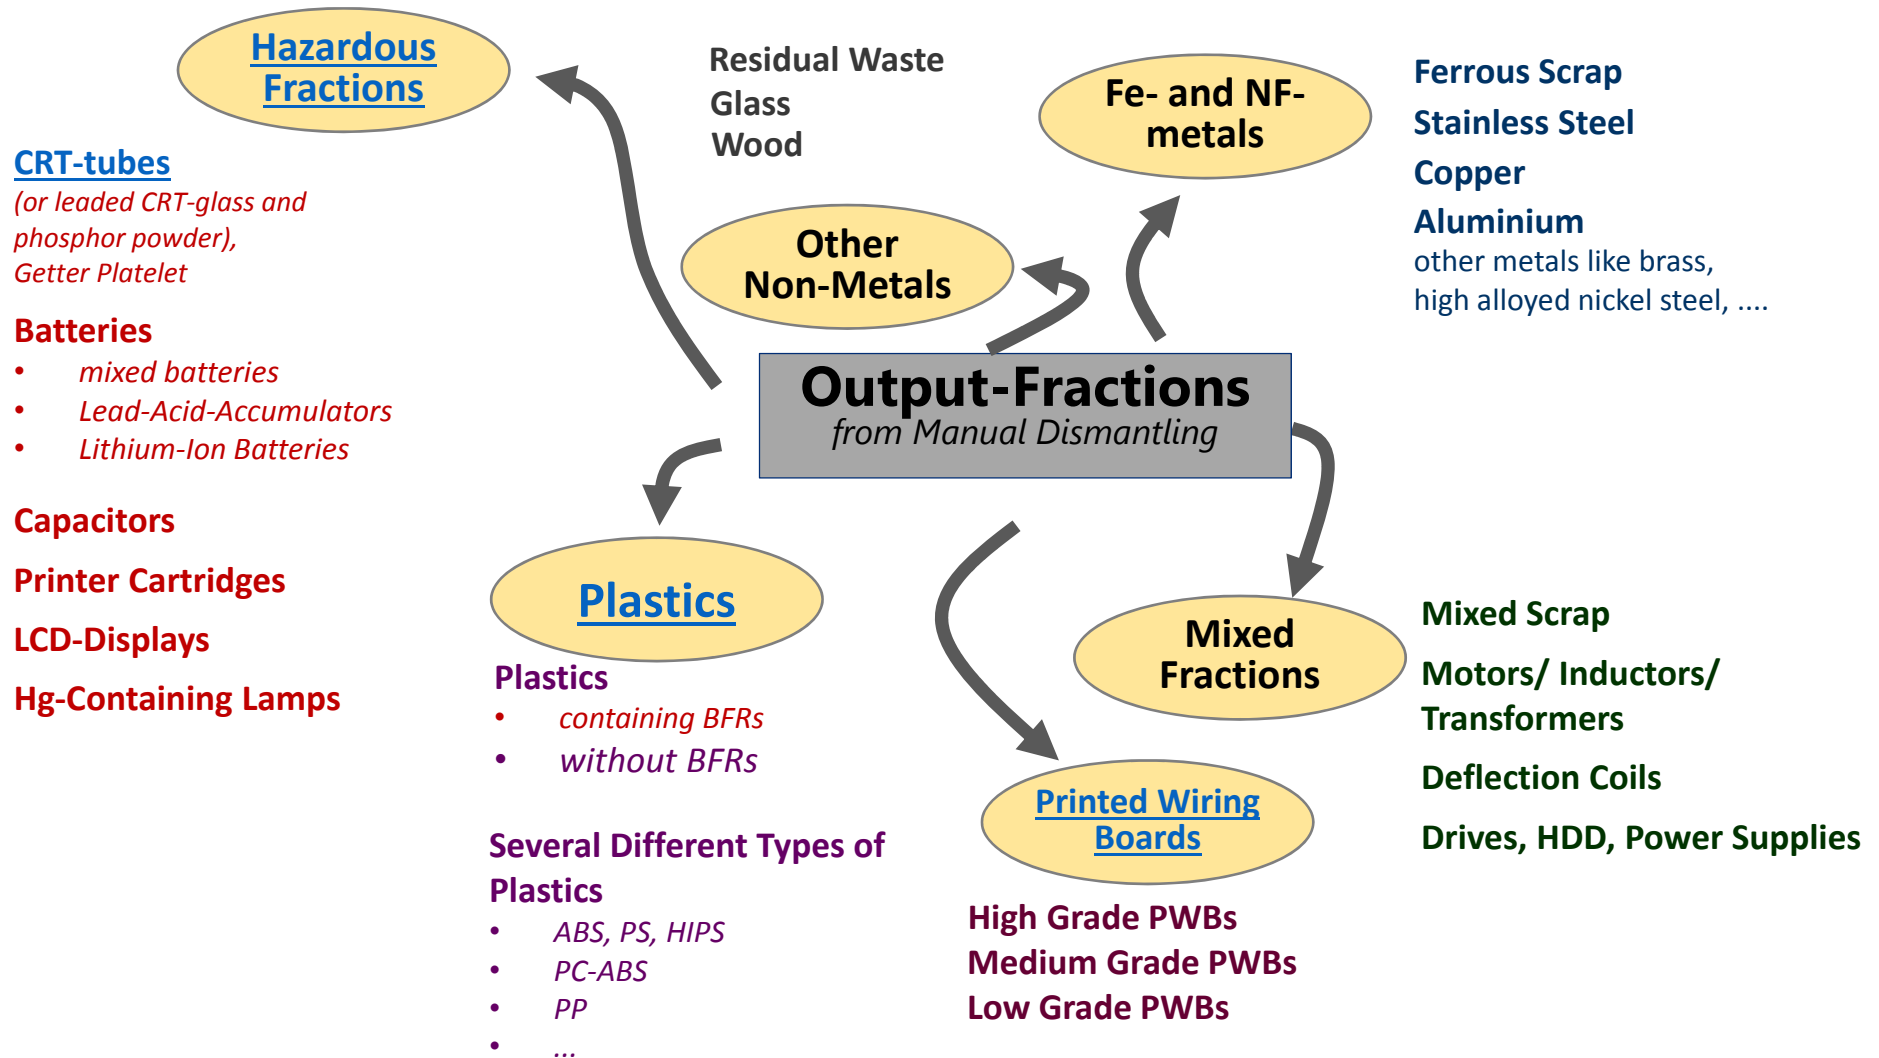 Hazardous
Fractions
CRT-tubes
(or leaded CRT-glass and
phosphor powder),
Getter Platelet
Batteries
• mixed batteries
• Lead-Acid-Accumulators
• Lithium-Ion Batteries
Capacitors
Printer Cartridges
LCD-Displays
Hg-Containing Lamps
Residual Waste
Glass
Wood
Other
Non-Metals
Fe- and NF-
metals
Ferrous Scrap
Stainless Steel
Copper
Aluminium
other metals like brass,
high alloyed nickel steel, ....
Output-Fractions
from Manual Dismantling
Plastics
Plastics
• containing BFRs
• without BFRs
Several Different Types of
Plastics
• ABS, PS, HIPS
• PC-ABS
• PP
• ...
Printed Wiring
Boards
High Grade PWBs
Medium Grade PWBs
Low Grade PWBs
Mixed
Fractions
Mixed Scrap
Motors/ Inductors/
Transformers
Deflection Coils
Drives, HDD, Power Supplies